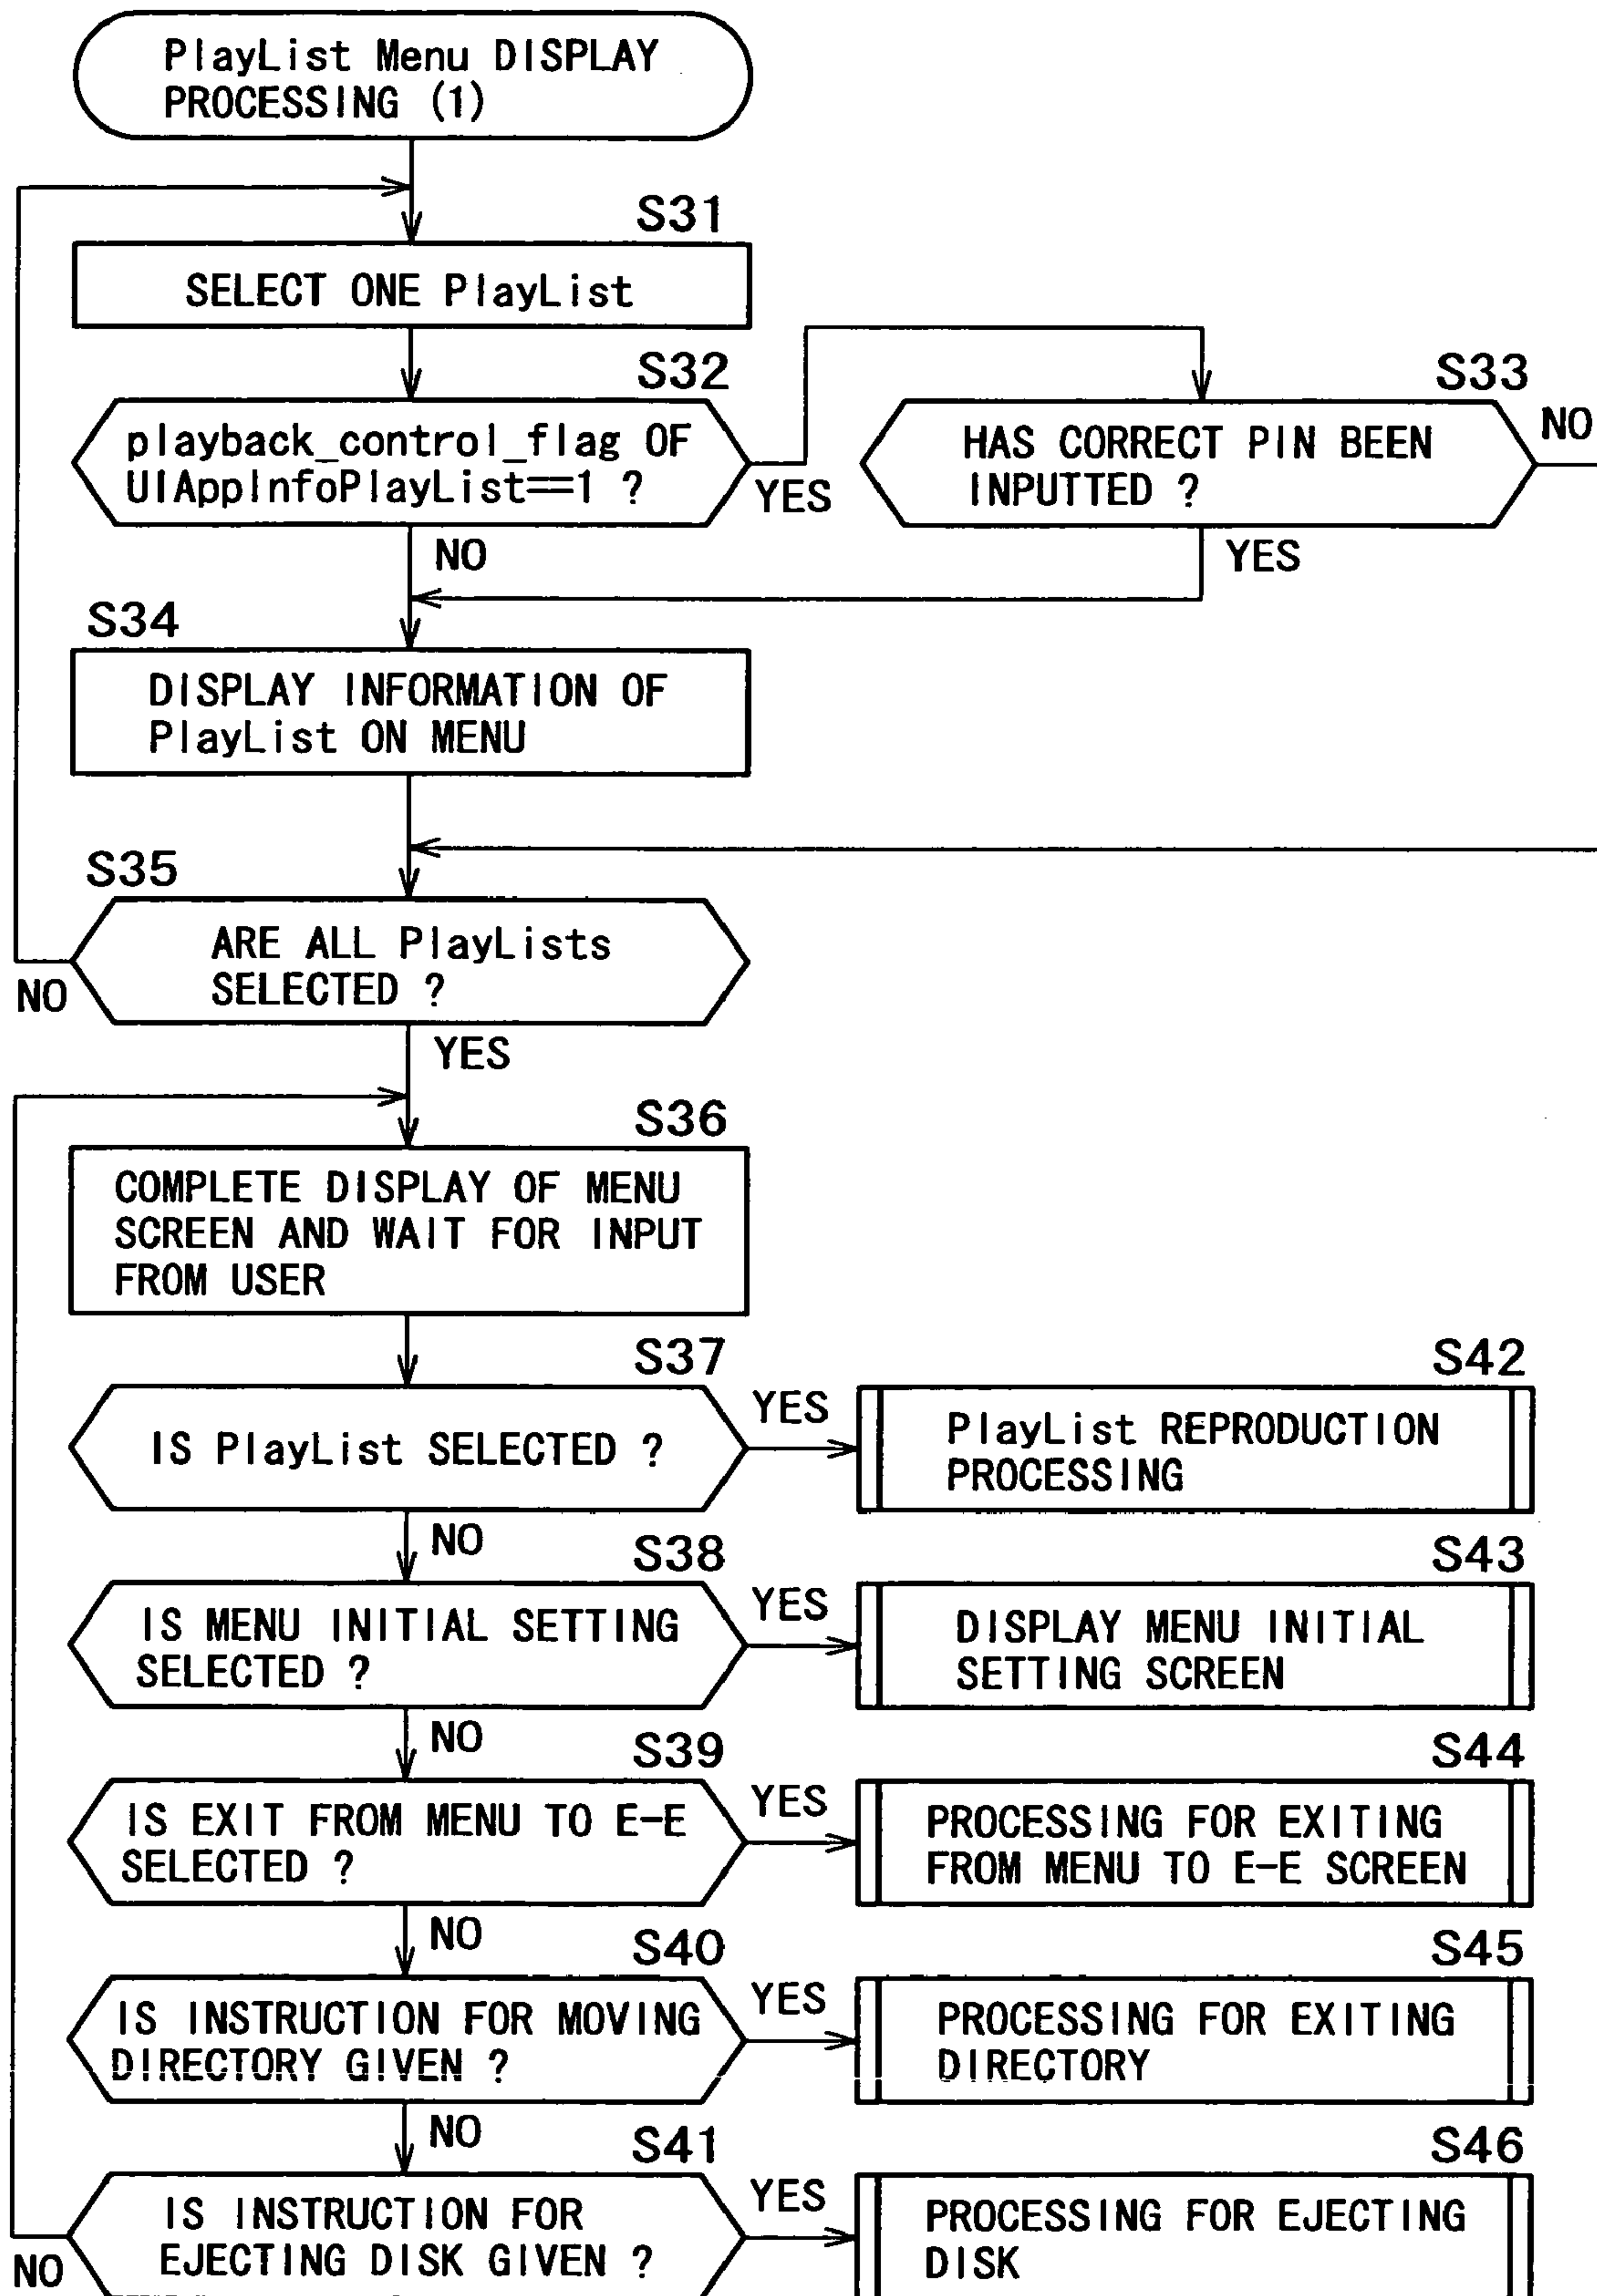 PlayList Menu DISPLAY
PROCESSING (1)
S31
SELECT ONE PlayList
S32
playback_control_flag OF
UIAppInfoPlayList==1 ?
YES
NO
S33
HAS CORRECT PIN BEEN
INPUTTED ?
NO
YES
S34
DISPLAY INFORMATION OF
PlayList ON MENU
S35
ARE ALL PlayLists
SELECTED ?
NO
YES
S36
COMPLETE DISPLAY OF MENU
SCREEN AND WAIT FOR INPUT
FROM USER
S37
IS PlayList SELECTED ?
YES
NO
S42
PlayList REPRODUCTION
PROCESSING
S38
IS MENU INITIAL SETTING
SELECTED ?
YES
NO
S43
DISPLAY MENU INITIAL
SETTING SCREEN
S39
IS EXIT FROM MENU TO E-E
SELECTED ?
YES
NO
S44
PROCESSING FOR EXITING
FROM MENU TO E-E SCREEN
S40
IS INSTRUCTION FOR MOVING
DIRECTORY GIVEN ?
YES
NO
S45
PROCESSING FOR EXITING
DIRECTORY
S41
IS INSTRUCTION FOR
EJECTING DISK GIVEN ?
YES
NO
S46
PROCESSING FOR EJECTING
DISK